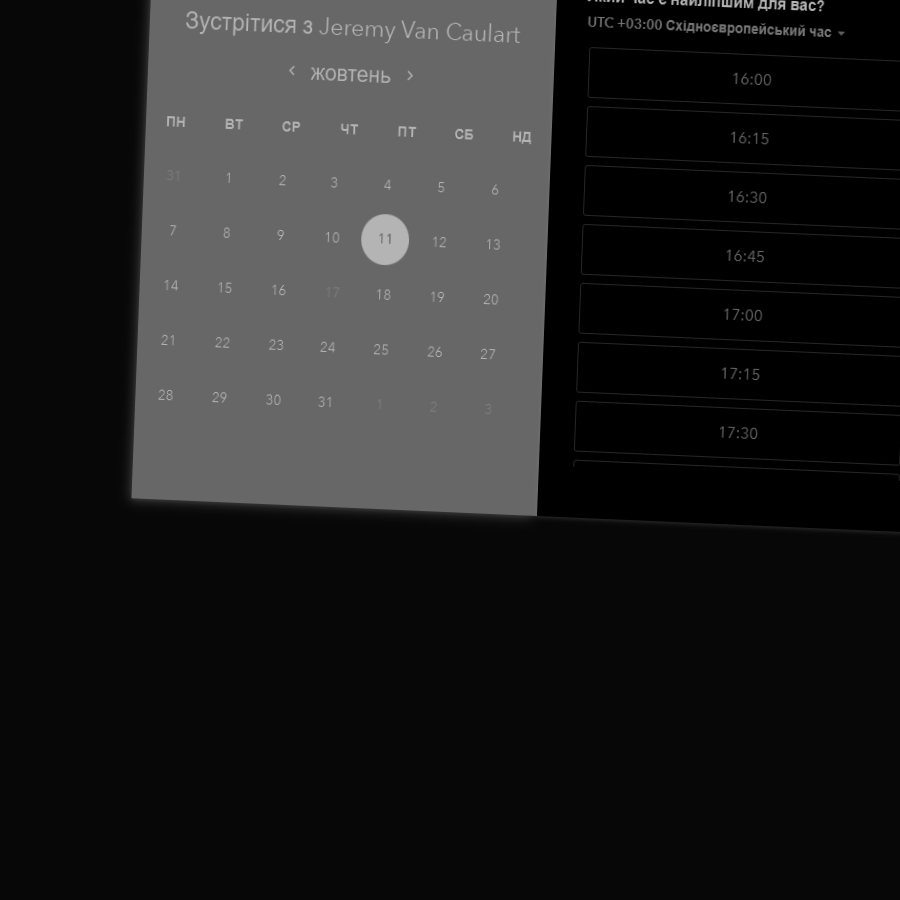 Зустрітися з Jeremy Van Caulart
жовтень
ПН ВТ СР ЧТ ПТ СБ НД
31 1 2 3 4 5 6
7 8 9 10 11 12 13
14 15 16 17 18 19 20
21 22 23 24 25 26 27
28 29 30 31 1 2 3
час є найліпшим для вас?
UTC +03:00 Східноєвропейський час
16:00
16:15
16:30
16:45
17:00
17:15
17:30